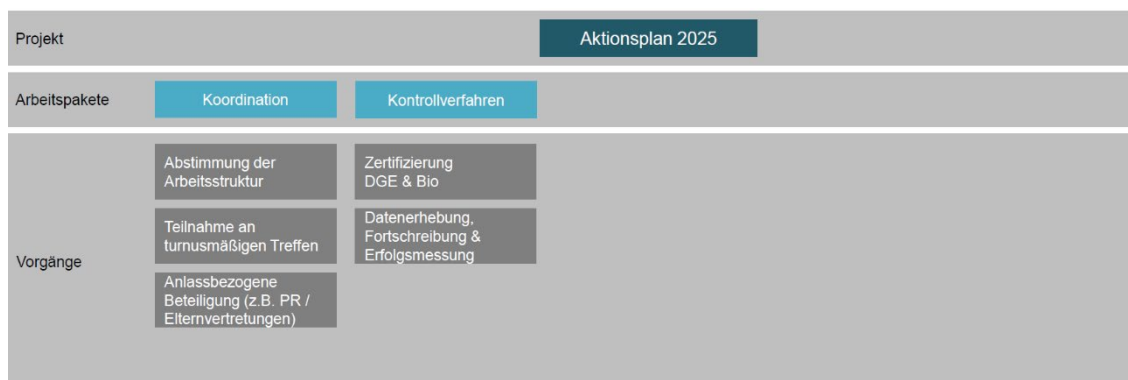 Projekt
Aktionsplan 2025
Arbeitspakete
Koordination
Kontrollverfahren
Vorgänge
Abstimmung der
Arbeitsstruktur
Teilnahme an
turnusmäßigen Treffen
Anlassbezogene
Beteiligung (z.B. PR /
Elternvertretungen)
Zertifizierung
DGE & Bio
Datenerhebung,
Fortschreibung &
Erfolgsmessung